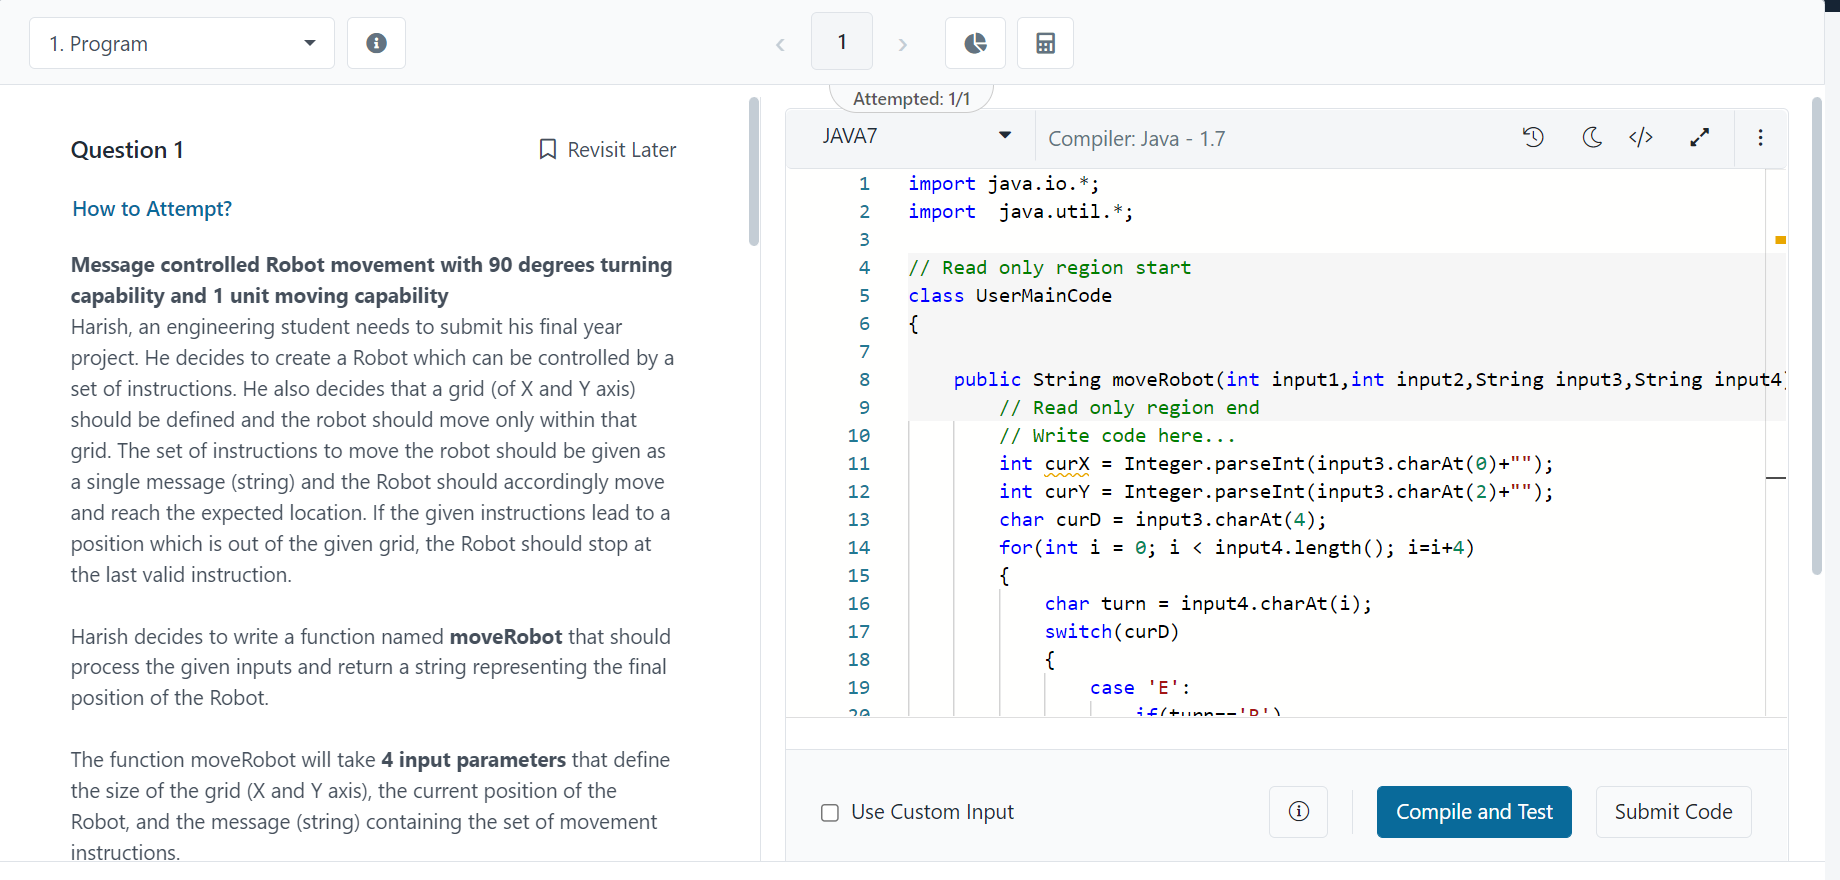 1. Program
1
Attempted: 1/1
Question 1
Revisit Later
How to Attempt?
Message controlled Robot movement with 90 degrees turning
capability and 1 unit moving capability
Harish, an engineering student needs to submit his final year
project. He decides to create a Robot which can be controlled by a
set of instructions. He also decides that a grid (of X and Y axis)
should be defined and the robot should move only within that
grid. The set of instructions to move the robot should be given as
a single message (string) and the Robot should accordingly move
and reach the expected location. If the given instructions lead to a
position which is out of the given grid, the Robot should stop at
the last valid instruction.
Harish decides to write a function named moveRobot that should
process the given inputs and return a string representing the final
position of the Robot.
The function moveRobot will take 4 input parameters that define
the size of the grid (X and Y axis), the current position of the
Robot, and the message (string) containing the set of movement
instructions.
JAVA7
Compiler: Java - 1.7
1 import java.io.*;
2 import  java.util.*;
3
4 // Read only region start
5 class UserMainCode
6 {
7
8     public String moveRobot(int input1,int input2,String input3,String input4
9         // Read only region end
10         // Write code here...
11         int curX = Integer.parseInt(input3.charAt(0)+"");
12         int curY = Integer.parseInt(input3.charAt(2)+"");
13         char curD = input3.charAt(4);
14         for(int i = 0; i < input4.length(); i=i+4)
15         {
16             char turn = input4.charAt(i);
17             switch(curD)
18             {
19                 case 'E':
20                     if(turn=='R')
Use Custom Input
Compile and Test
Submit Code